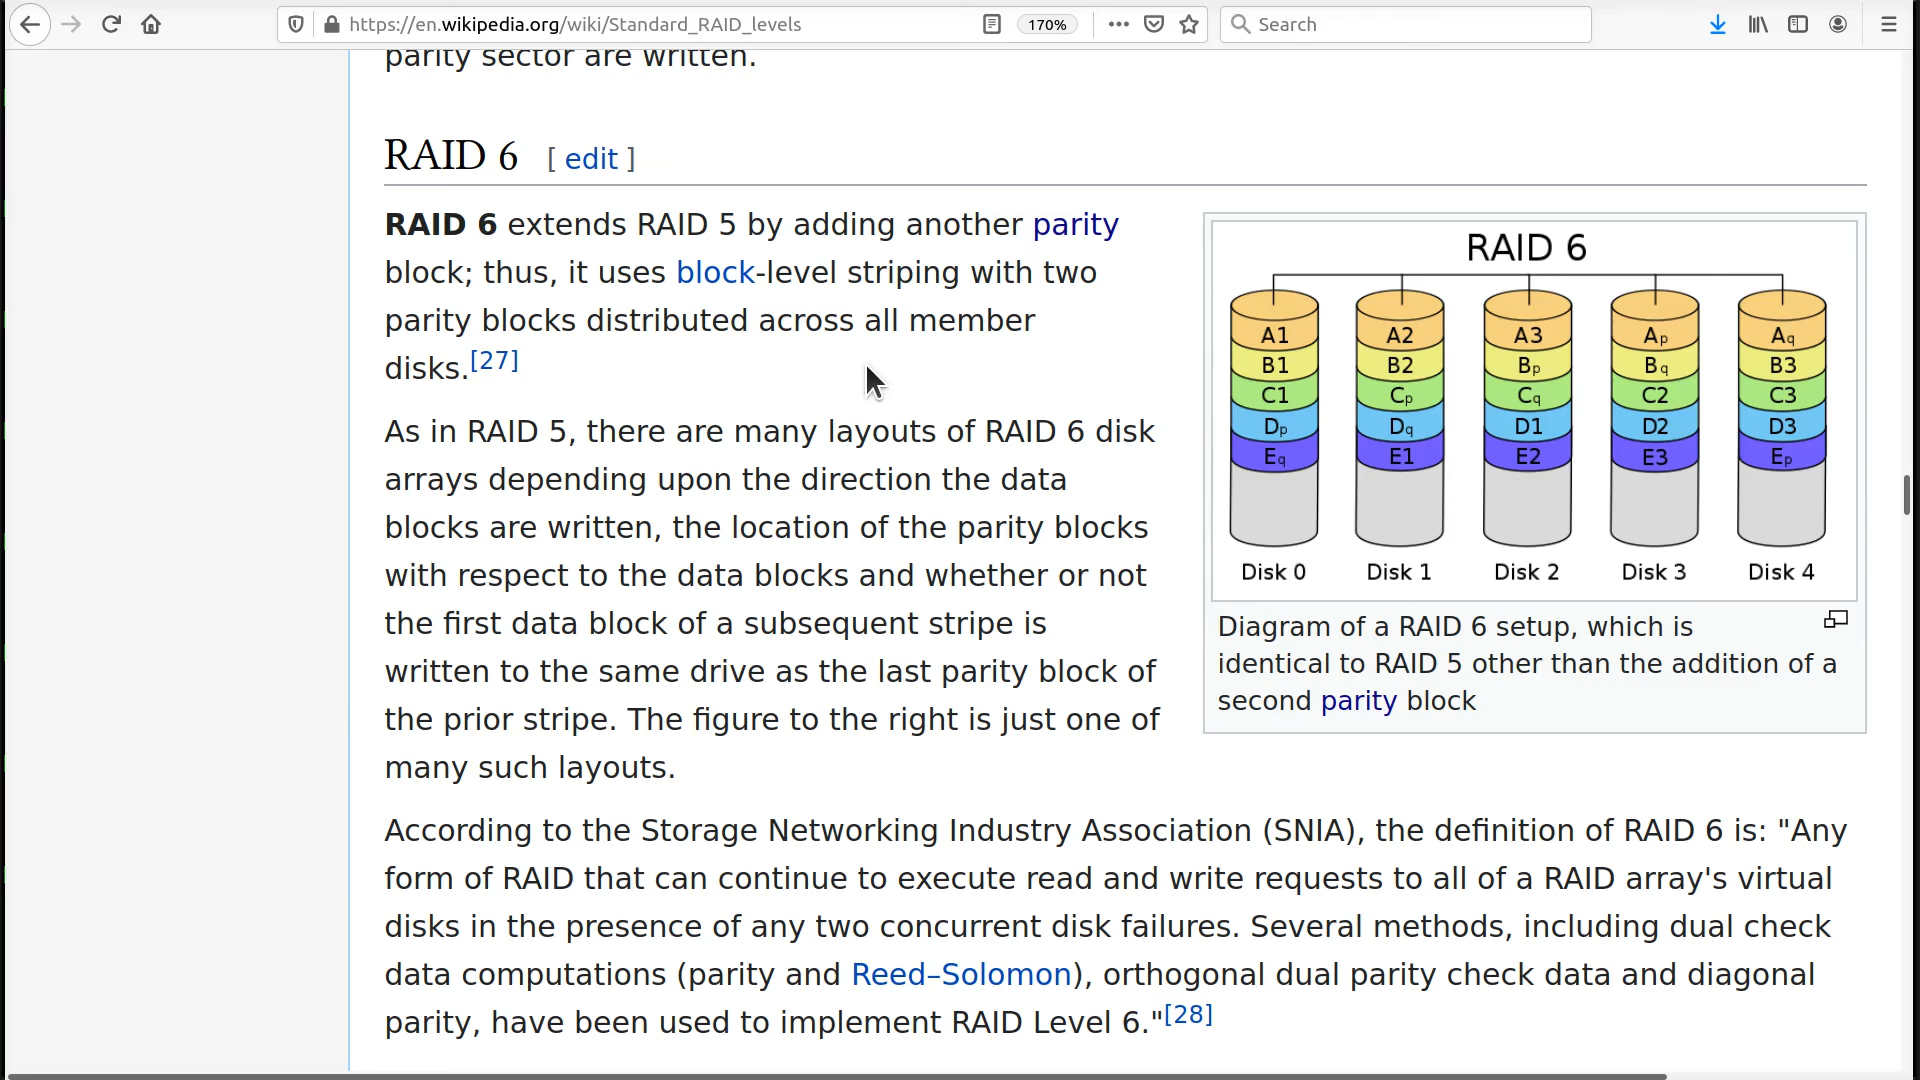 https://en.wikipedia.org/wiki/Standard_RAID_levels
170%
Search
parity sector are written.
RAID 6 [ edit ]
RAID 6 extends RAID 5 by adding another parity
block; thus, it uses block-level striping with two
parity blocks distributed across all member
disks.[27]
As in RAID 5, there are many layouts of RAID 6 disk
arrays depending upon the direction the data
blocks are written, the location of the parity blocks
with respect to the data blocks and whether or not
the first data block of a subsequent stripe is
written to the same drive as the last parity block of
the prior stripe. The figure to the right is just one of
many such layouts.
RAID 6
A1 A2 A3 Ap Aq
B1 B2 Bp Bq B3
C1 Cp Cq C2 C3
Dp Dq D1 D2 D3
Eq E1 E2 E3 Ep
Disk 0 Disk 1 Disk 2 Disk 3 Disk 4
Diagram of a RAID 6 setup, which is
identical to RAID 5 other than the addition of a
second parity block
According to the Storage Networking Industry Association (SNIA), the definition of RAID 6 is: "Any
form of RAID that can continue to execute read and write requests to all of a RAID array's virtual
disks in the presence of any two concurrent disk failures. Several methods, including dual check
data computations (parity and Reed–Solomon), orthogonal dual parity check data and diagonal
parity, have been used to implement RAID Level 6."[28]